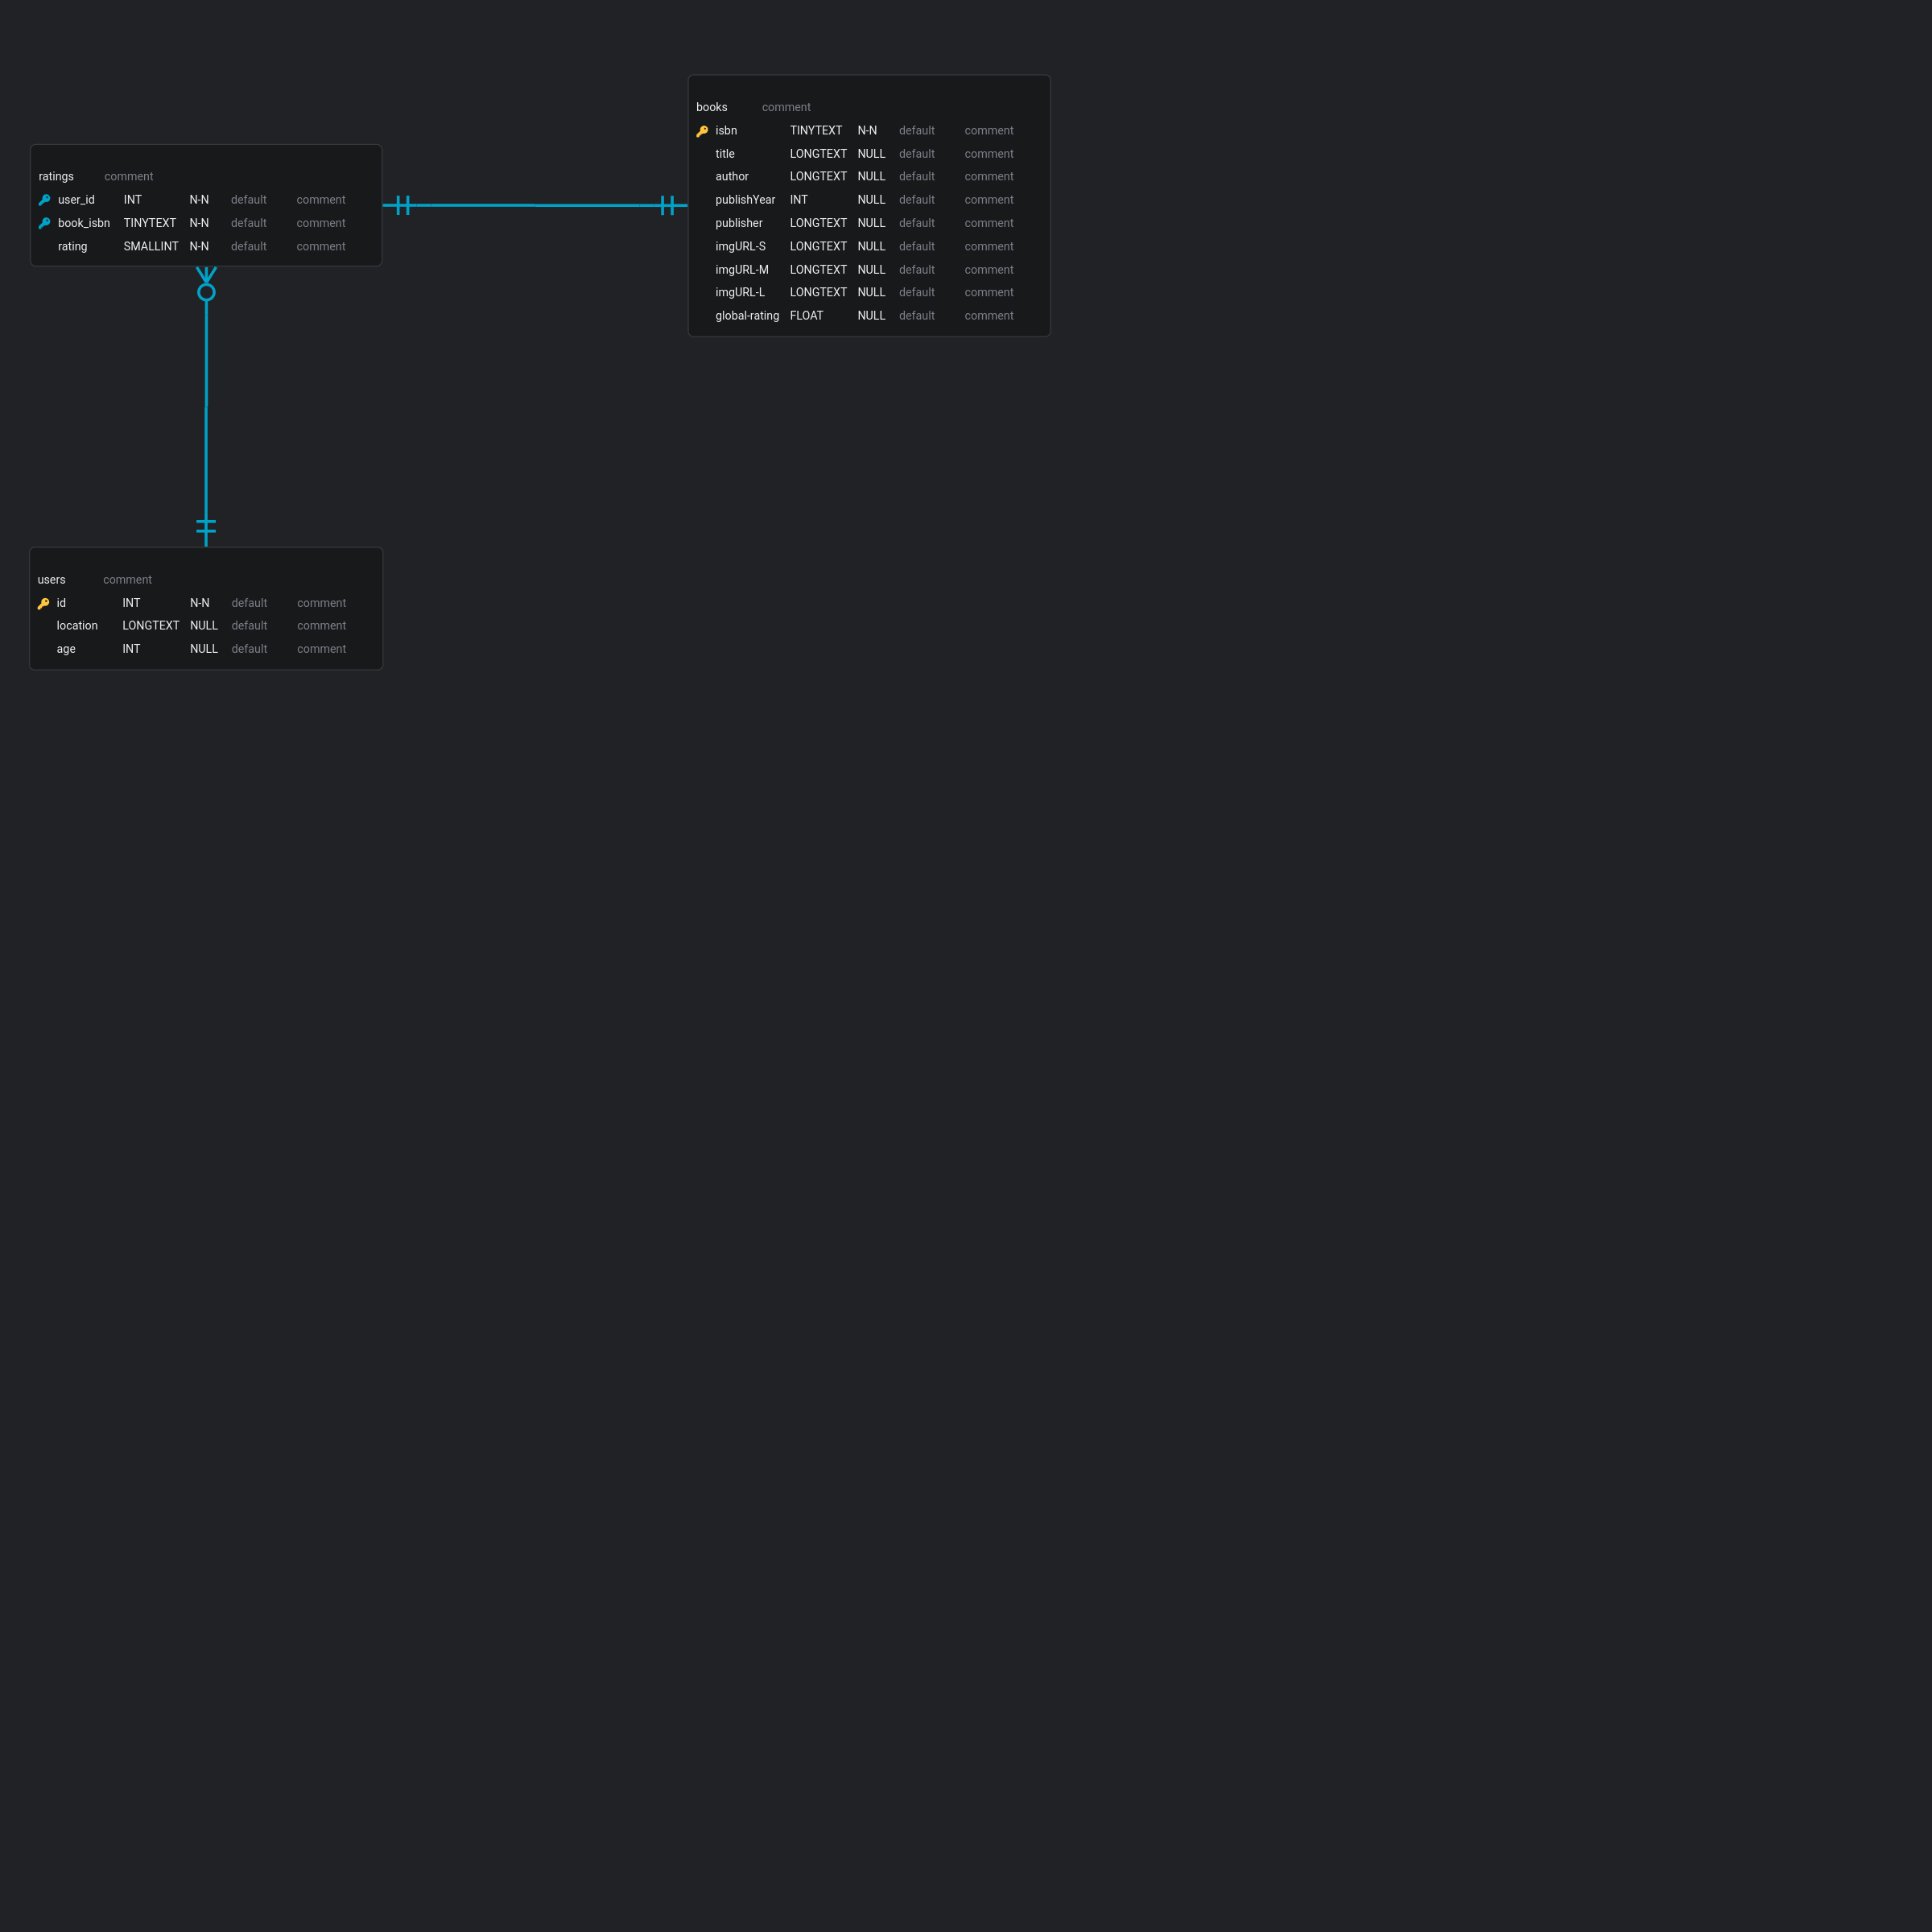 books comment
isbn TINYTEXT N-N default comment
title LONGTEXT NULL default comment
author LONGTEXT NULL default comment
publishYear INT NULL default comment
publisher LONGTEXT NULL default comment
imgURL-S LONGTEXT NULL default comment
imgURL-M LONGTEXT NULL default comment
imgURL-L LONGTEXT NULL default comment
global-rating FLOAT NULL default comment
ratings comment
user_id INT N-N default comment
book_isbn TINYTEXT N-N default comment
rating SMALLINT N-N default comment
users comment
id INT N-N default comment
location LONGTEXT NULL default comment
age INT NULL default comment